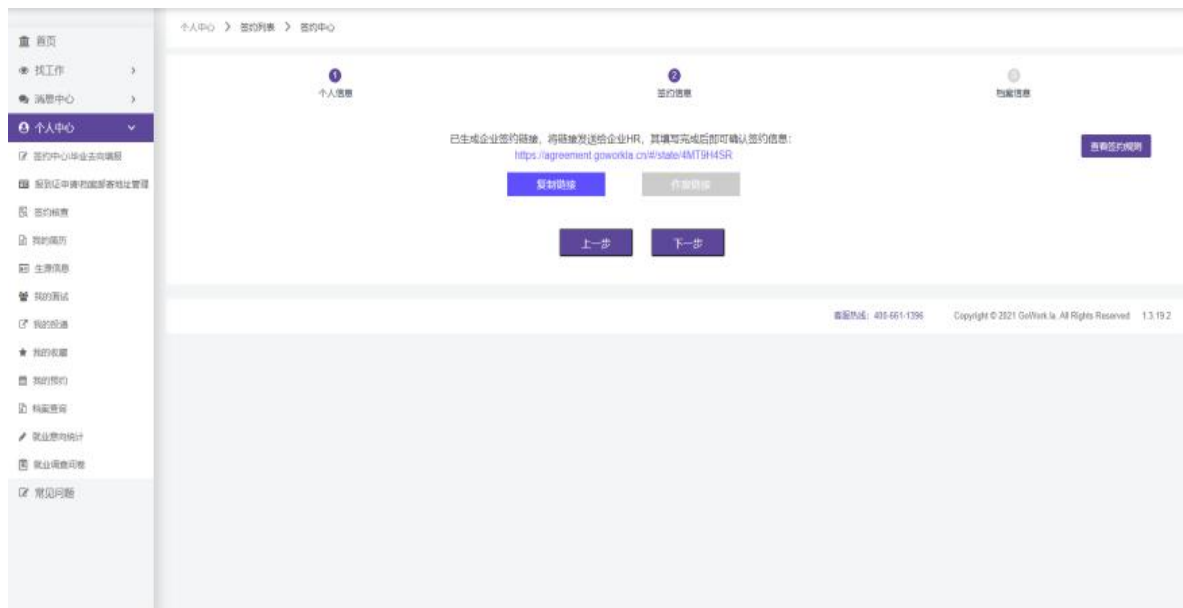 个人中心 > 签约列表 > 签约中心
首页
找工作
消息中心
个人中心
签约中心/毕业去向填报
报到证申请/档案邮寄地址管理
签约核查
我的简历
生源信息
我的面试
我的投递
我的收藏
我的预约
档案查询
就业意向统计
就业调查问卷
常见问题
1
个人信息
2
签约信息
3
档案信息
已生成企业签约链接，将链接发送给企业HR，其填写完成后即可确认签约信息：
https://agreement.goworkla.cn/#/state/4MT9H4SR
查看签约规则
复制链接
作废链接
上一步
下一步
客服热线：400-661-1396
Copyright © 2021 GoWork.la. All Rights Reserved
1.3.19.2